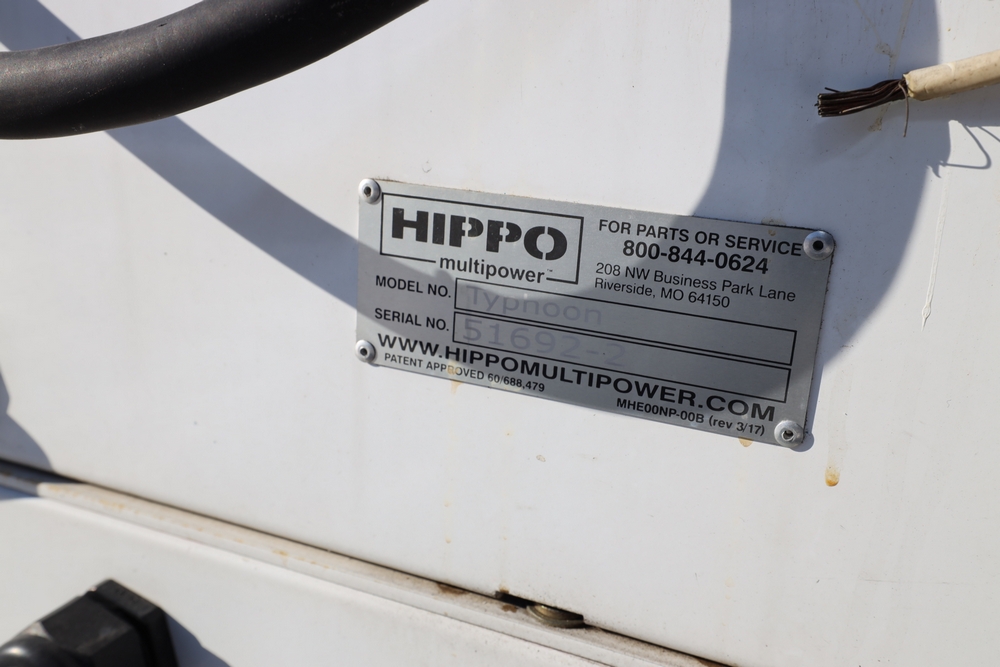 HIPPO
multipower™
FOR PARTS OR SERVICE
800-844-0624
208 NW Business Park Lane
Riverside, MO 64150
MODEL NO. Typhoon
SERIAL NO. 51692-2
WWW.HIPPOMULTIPOWER.COM
PATENT APPROVED 60/688,479
MHE00NP-00B (rev 3/17)